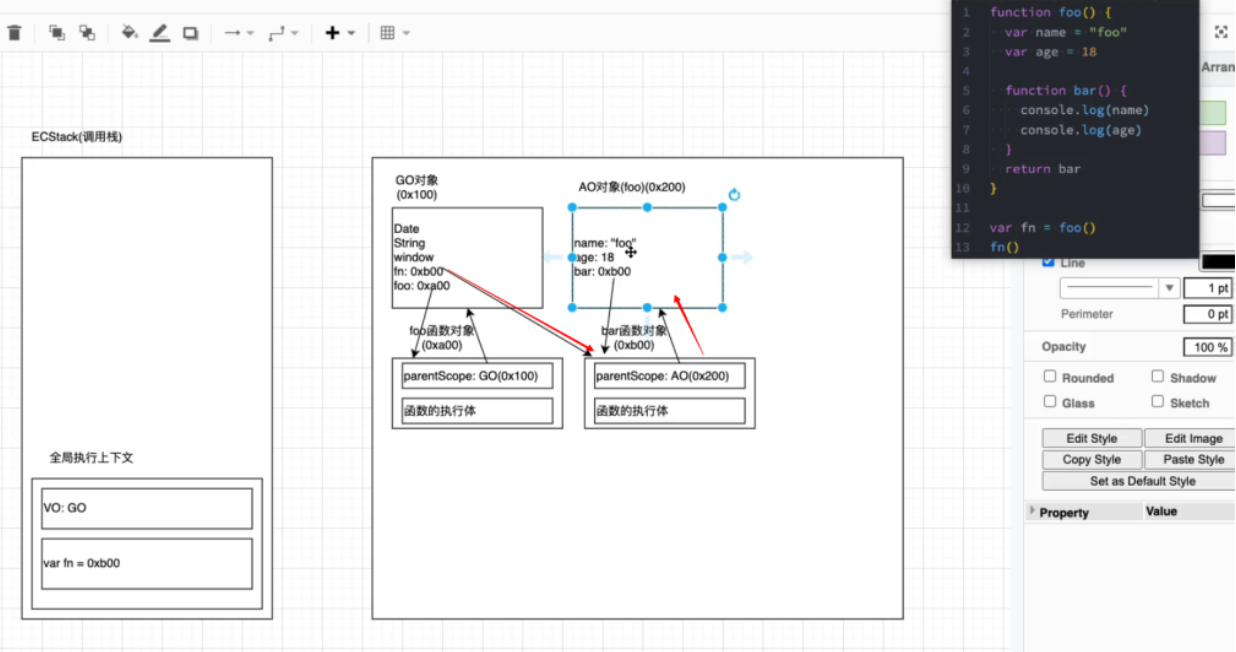 ECStack(调用栈)
全局执行上下文
VO: GO
var fn = 0xb00
GO对象
(0x100)
Date
String
window
fn: 0xb00
foo: 0xa00
AO对象(foo)(0x200)
name: "foo"
age: 18
bar: 0xb00
foo函数对象
(0xa00)
parentScope: GO(0x100)
函数的执行体
bar函数对象
(0xb00)
parentScope: AO(0x200)
函数的执行体
1 function foo() {
2 var name = "foo"
3 var age = 18
4
5 function bar() {
6 console.log(name)
7 console.log(age)
8 }
9 return bar
10 }
11
12 var fn = foo()
13 fn()
Arran
Line
1 pt
Perimeter
0 pt
Opacity
100 %
Rounded
Shadow
Glass
Sketch
Edit Style
Edit Image
Copy Style
Paste Style
Set as Default Style
Property
Value